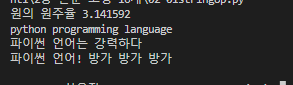 원의 원주율 3.141592
python programming language
파이썬 언어는 강력하다
파이썬 언어! 방가 방가 방가